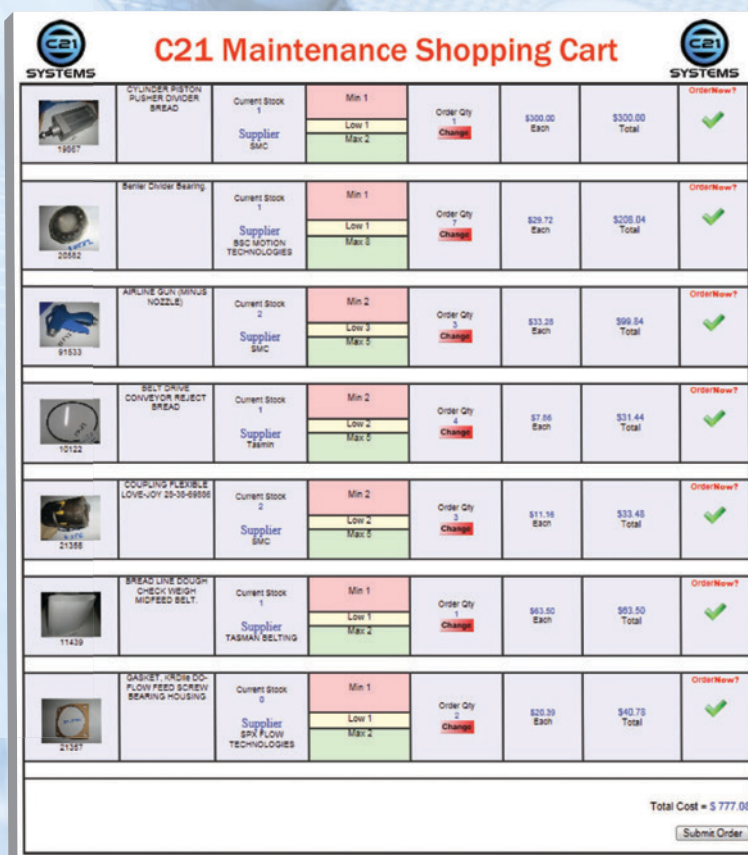 C21
SYSTEMS
C21 Maintenance Shopping Cart
C21
SYSTEMS
19867
CYLINDER PISTON
PUSHER DIVIDER
BREAD
Current Stock
1
Supplier
SMC
Min 1
Low 1
Max 2
Order Qty
1
Change
$300.00
Each
$300.00
Total
OrderNow?
20582
Benier Divider Bearing.
Current Stock
1
Supplier
BSC MOTION
TECHNOLOGIES
Min 1
Low 1
Max 8
Order Qty
7
Change
$29.72
Each
$208.04
Total
OrderNow?
91533
AIRLINE GUN (MINUS
NOZZLE)
Current Stock
2
Supplier
SMC
Min 2
Low 3
Max 5
Order Qty
3
Change
$33.28
Each
$99.84
Total
OrderNow?
10122
BELT DRIVE
CONVEYOR REJECT
BREAD
Current Stock
1
Supplier
Tasmin
Min 2
Low 2
Max 5
Order Qty
4
Change
$7.86
Each
$31.44
Total
OrderNow?
COUPLING FLEXIBLE
LOVE-JOY
Current Stock
2
Supplier
SMC
Min 2
Low 2
Max 5
Order Qty
3
Change
$11.16
Each
$33.48
Total
OrderNow?
11439
BREAD LINE DOUGH
CHECK WEIGH
MIDFEED BELT.
Current Stock
1
Supplier
TASMAN BELTING
Min 1
Low 1
Max 2
Order Qty
1
Change
$63.50
Each
$63.50
Total
OrderNow?
21367
GASKET, DO-
FLOW FEED SCREW
BEARING HOUSING
Current Stock
0
Supplier
SPX FLOW
TECHNOLOGIES
Min 1
Low 1
Max 2
Order Qty
2
Change
$20.39
Each
$40.78
Total
OrderNow?
Total Cost = $ 777.08
Submit Order